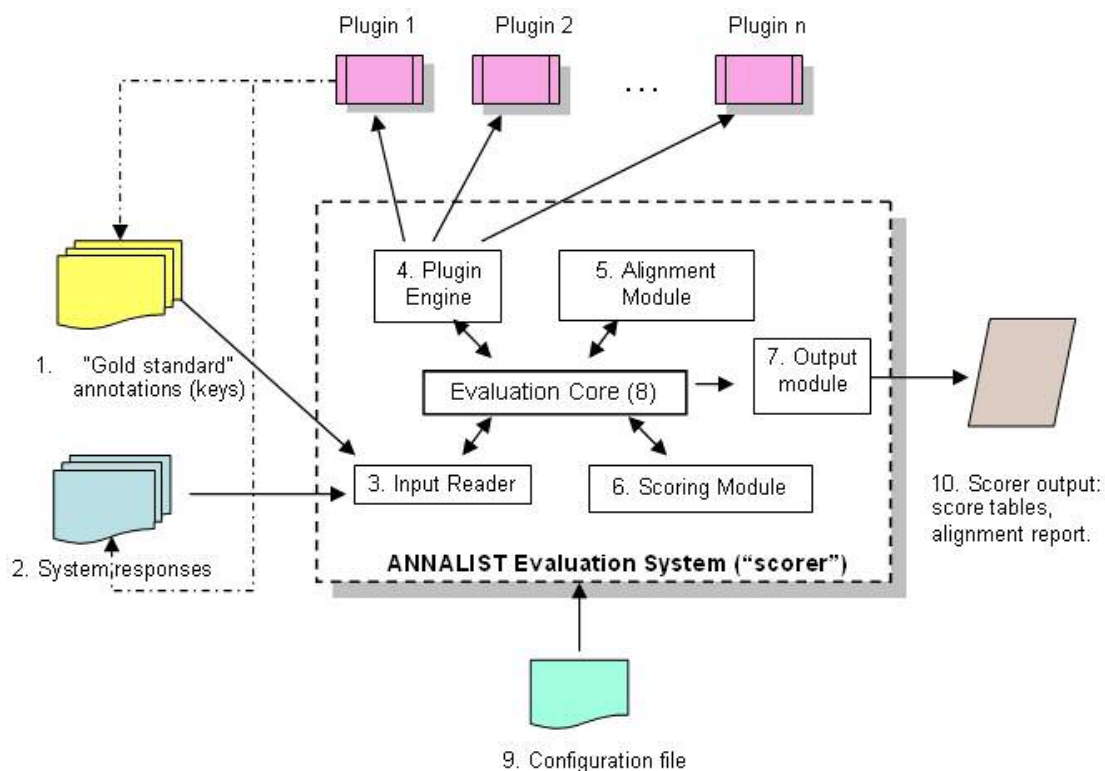 Plugin 1
Plugin 2
Plugin n
...
4. Plugin
Engine
5. Alignment
Module
7. Output
module
Evaluation Core (8)
3. Input Reader
6. Scoring Module
ANNALIST Evaluation System (“scorer”)
1. "Gold standard"
annotations (keys)
2. System responses
10. Scorer output:
score tables,
alignment report.
9. Configuration file